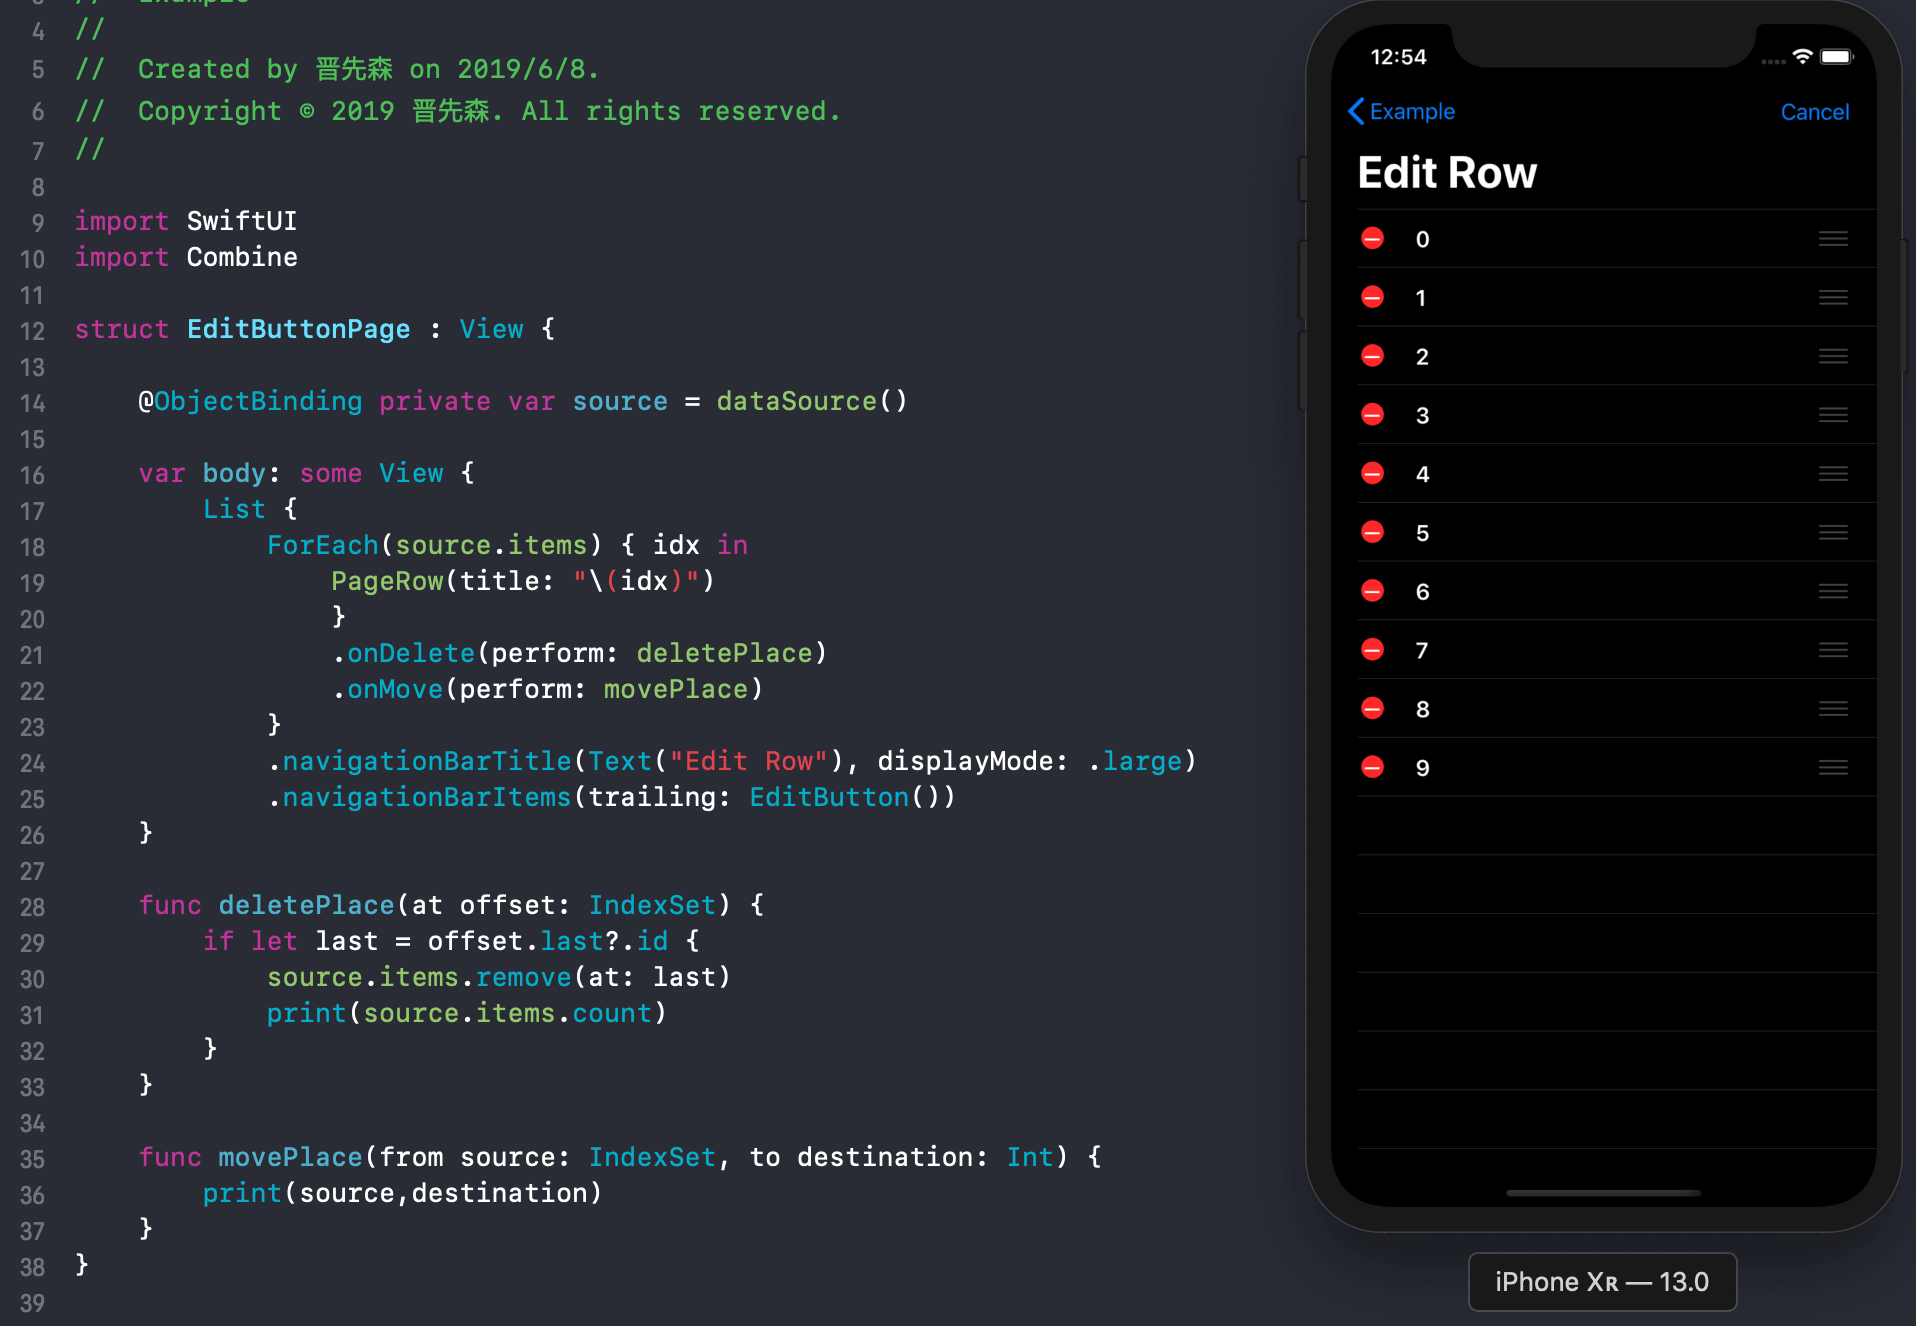 4 //
5 //  Created by 晋先森 on 2019/6/8.
6 //  Copyright © 2019 晋先森. All rights reserved.
7 //
8
9 import SwiftUI
10 import Combine
11
12 struct EditButtonPage : View {
13
14     @ObjectBinding private var source = dataSource()
15
16     var body: some View {
17         List {
18             ForEach(source.items) { idx in
19                 PageRow(title: "\(idx)")
20                 }
21                 .onDelete(perform: deletePlace)
22                 .onMove(perform: movePlace)
23             }
24             .navigationBarTitle(Text("Edit Row"), displayMode: .large)
25             .navigationBarItems(trailing: EditButton())
26     }
27
28     func deletePlace(at offset: IndexSet) {
29         if let last = offset.last?.id {
30             source.items.remove(at: last)
31             print(source.items.count)
32         }
33     }
34
35     func movePlace(from source: IndexSet, to destination: Int) {
36         print(source,destination)
37     }
38 }
39
12:54
Example Cancel
Edit Row
0
1
2
3
4
5
6
7
8
9
iPhone Xʀ — 13.0